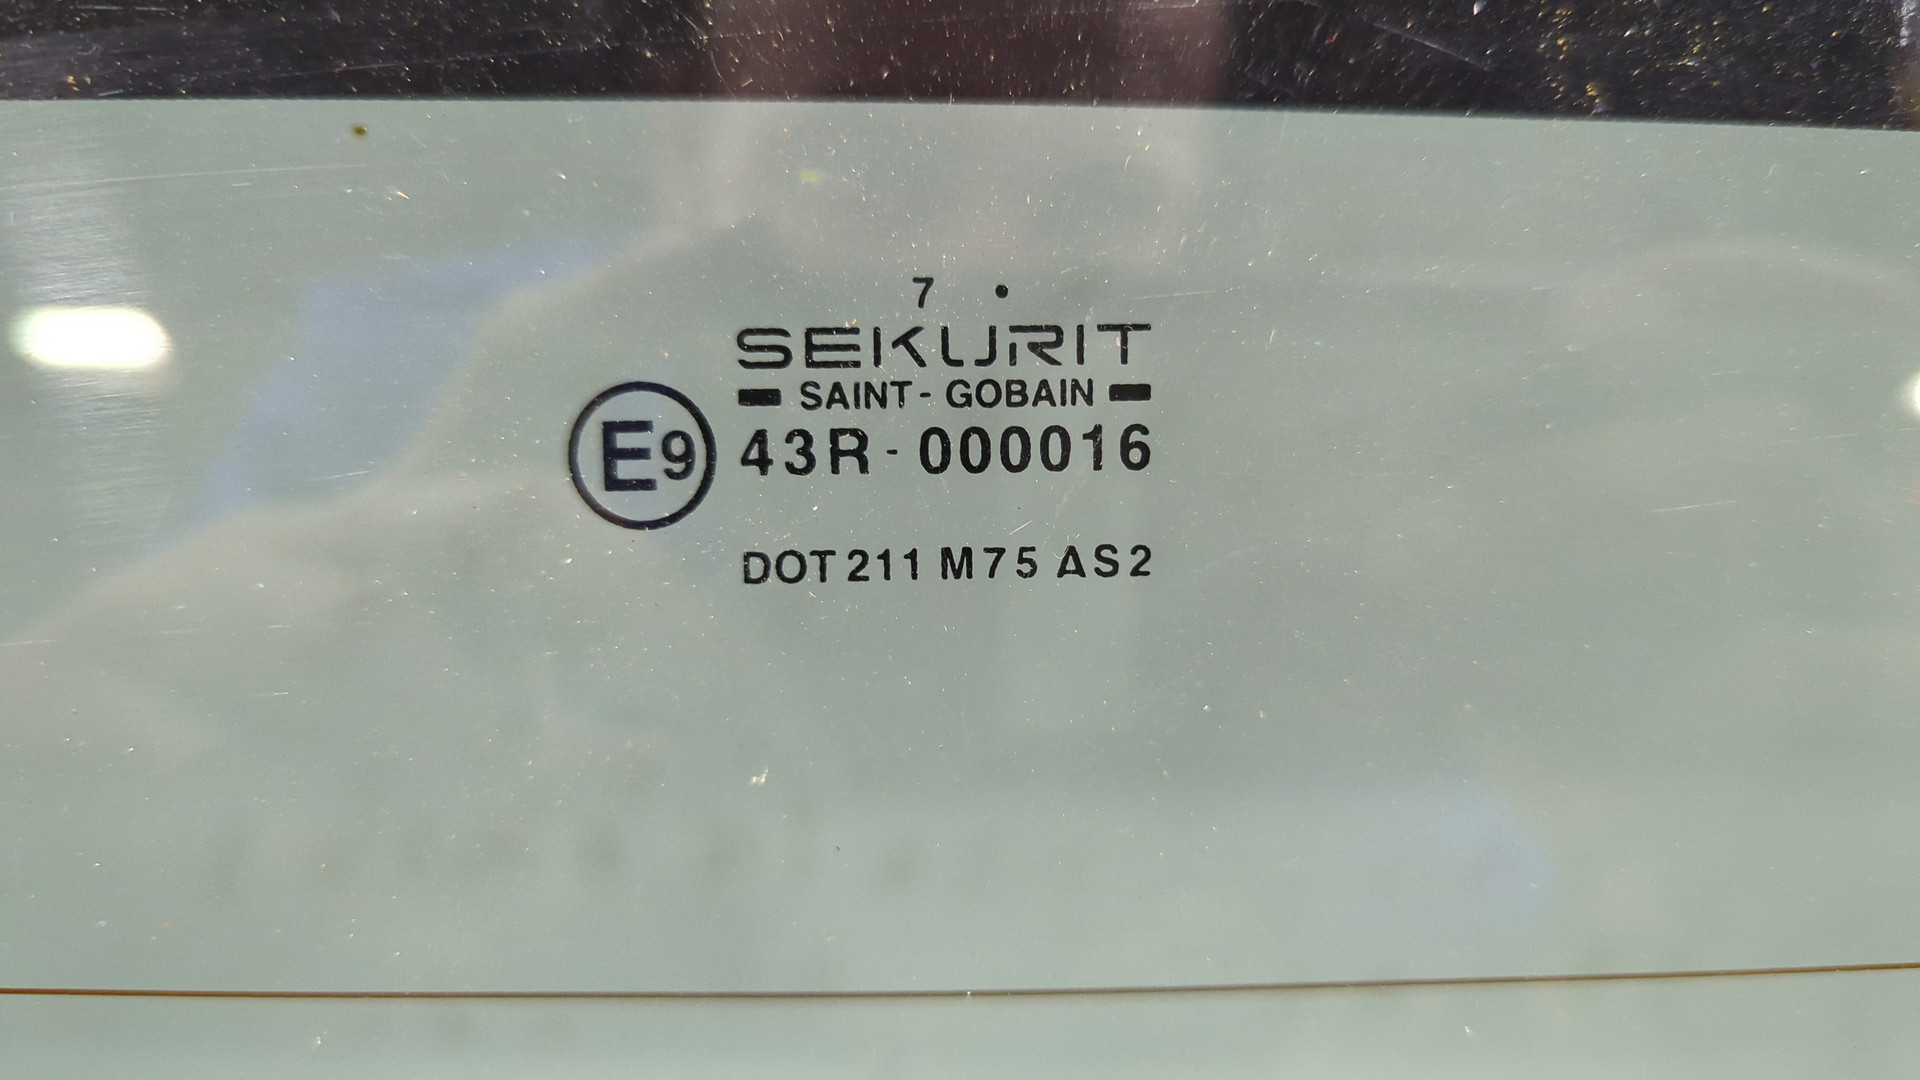 7 •
SEKURIT
SAINT-GOBAIN
E9 43R-000016
DOT 211 M75 AS2